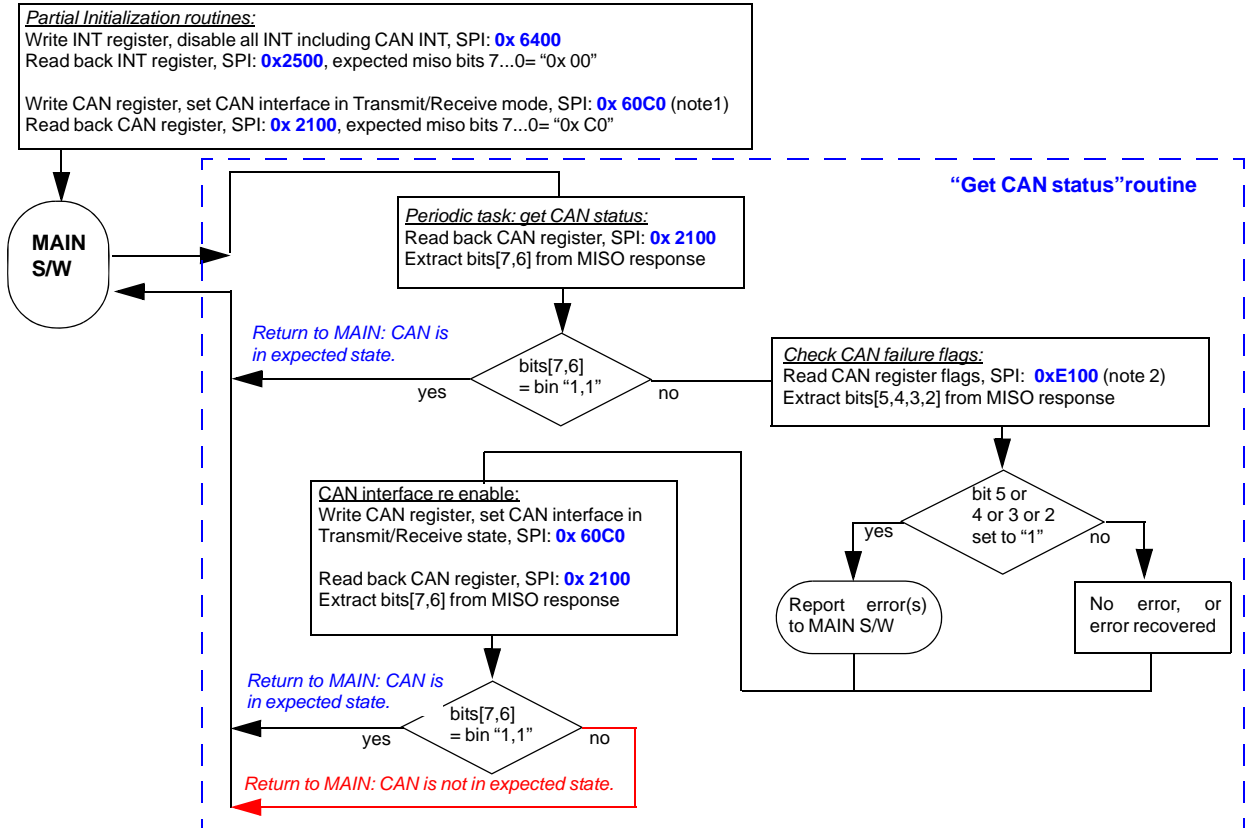 Partial Initialization routines:
Write INT register, disable all INT including CAN INT, SPI: 0x 6400
Read back INT register, SPI: 0x2500, expected miso bits 7...0= “0x 00”
Write CAN register, set CAN interface in Transmit/Receive mode, SPI: 0x 60C0 (note1)
Read back CAN register, SPI: 0x 2100, expected miso bits 7...0= “0x C0”
“Get CAN status”routine
MAIN
S/W
Periodic task: get CAN status:
Read back CAN register, SPI: 0x 2100
Extract bits[7,6] from MISO response
Return to MAIN: CAN is
in expected state.
bits[7,6]
= bin “1,1”
yes
no
Check CAN failure flags:
Read CAN register flags, SPI: 0xE100 (note 2)
Extract bits[5,4,3,2] from MISO response
bit 5 or
4 or 3 or 2
set to “1”
yes
no
Report error(s)
to MAIN S/W
No error, or
error recovered
CAN interface re enable:
Write CAN register, set CAN interface in
Transmit/Receive state, SPI: 0x 60C0
Read back CAN register, SPI: 0x 2100
Extract bits[7,6] from MISO response
Return to MAIN: CAN is
in expected state.
bits[7,6]
= bin “1,1”
yes
no
Return to MAIN: CAN is not in expected state.